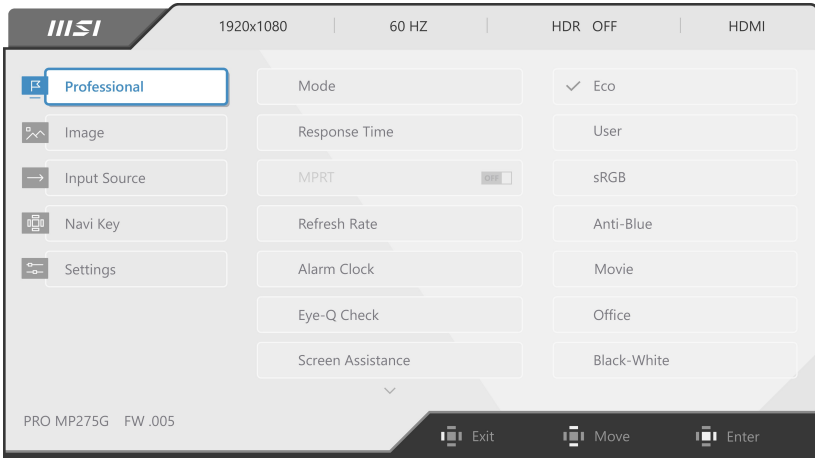 msi 1920x1080 60 HZ HDR OFF HDMI
Professional Mode Eco
Image Response Time User
Input Source MPRT OFF sRGB
Navi Key Refresh Rate Anti-Blue
Settings Alarm Clock Movie
Eye-Q Check Office
Screen Assistance Black-White
PRO MP275G FW .005
Exit Move Enter